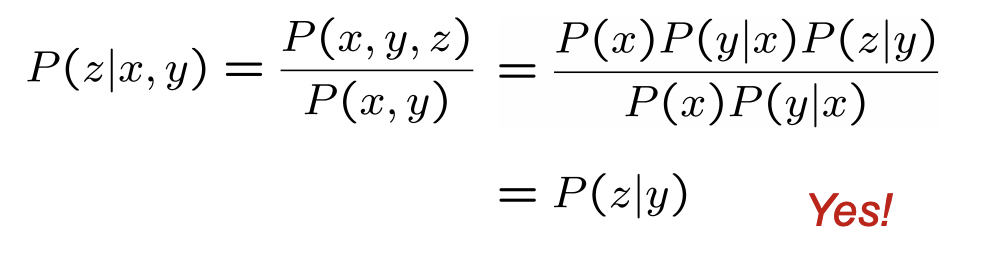 P(z|x, y) = P(x, y, z) / P(x, y) = P(x)P(y|x)P(z|y) / P(x)P(y|x)
= P(z|y) Yes!